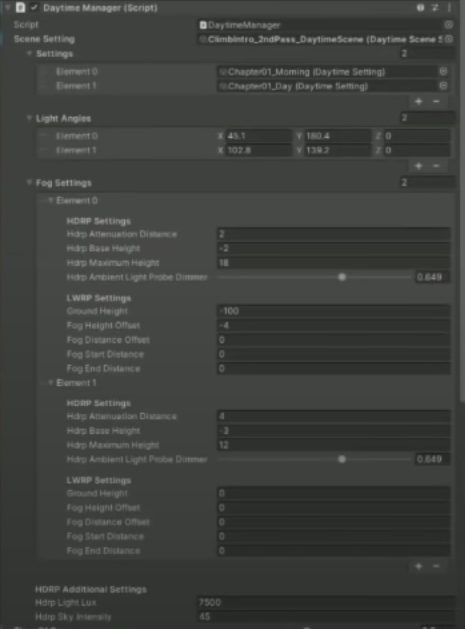 Daytime Manager (Script)
Script DaytimeManager
Scene Setting ClimbIntro_2ndPass_DaytimeScene (Daytime Scene S
Settings 2
Element 0 Chapter01_Morning (Daytime Setting)
Element 1 Chapter01_Day (Daytime Setting)
+ −
Light Angles 2
Element 0 X 45.1 Y 180.4 Z 0
Element 1 X 102.8 Y 139.2 Z 0
+ −
Fog Settings 2
Element 0
HDRP Settings
Hdrp Attenuation Distance 2
Hdrp Base Height -2
Hdrp Maximum Height 18
Hdrp Ambient Light Probe Dimmer 0.649
LWRP Settings
Ground Height -100
Fog Height Offset -4
Fog Distance Offset 0
Fog Start Distance 0
Fog End Distance 0
Element 1
HDRP Settings
Hdrp Attenuation Distance 4
Hdrp Base Height -3
Hdrp Maximum Height 12
Hdrp Ambient Light Probe Dimmer 0.649
LWRP Settings
Ground Height 0
Fog Height Offset 0
Fog Distance Offset 0
Fog Start Distance 0
Fog End Distance 0
+ −
HDRP Additional Settings
Hdrp Light Lux 7500
Hdrp Sky Intensity 45